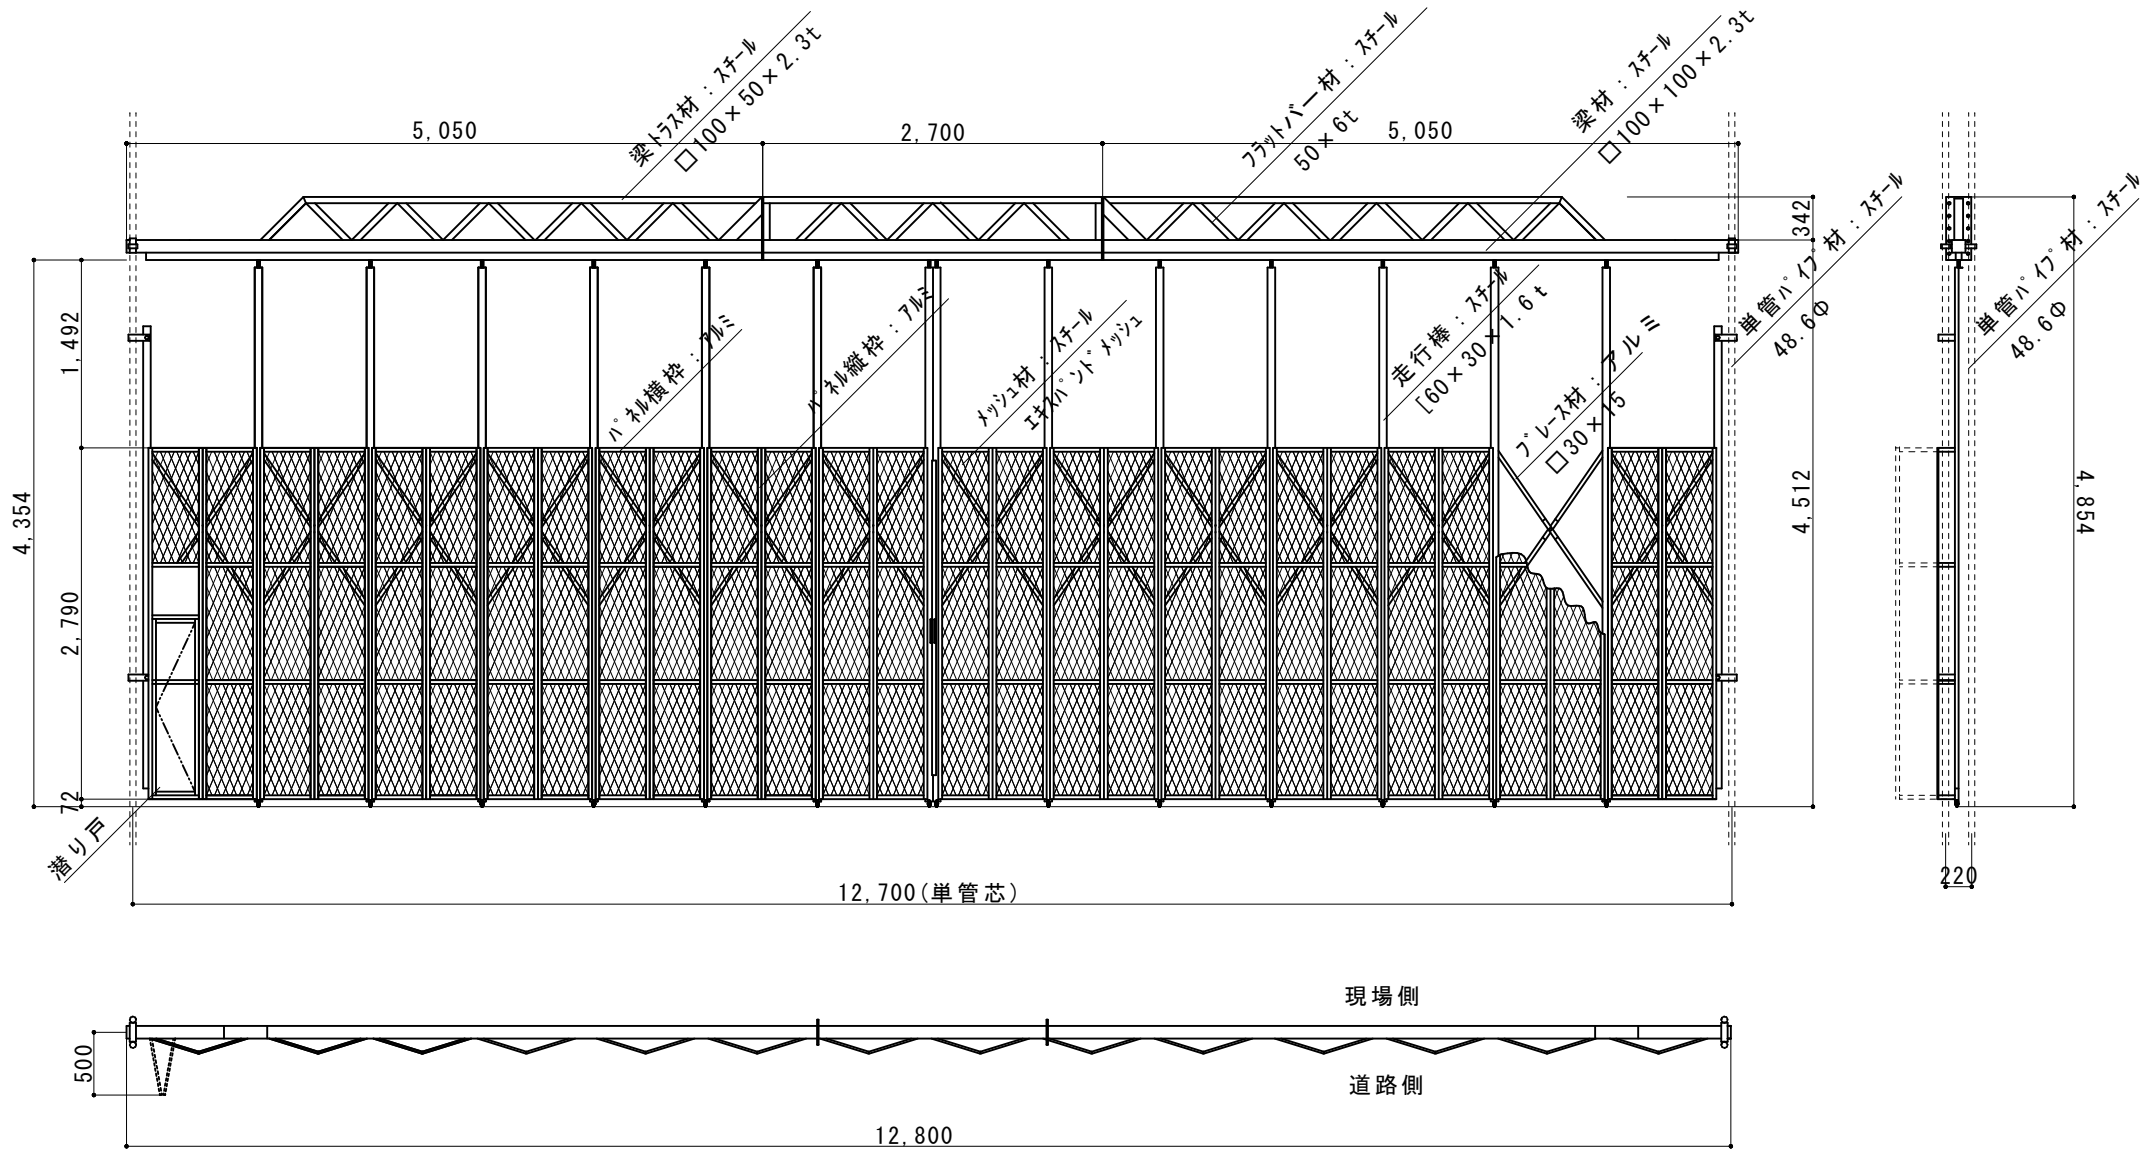 梁トラス材：スチール
□100×50×2.3t
フラットバー材：スチール
50×6t
梁材：スチール
□100×100×2.3t
5,050
2,700
5,050
342
単管パイプ材：スチール
48.6Φ
単管パイプ材：スチール
48.6Φ
1,492
パネル横枠：アルミ
パネル縦枠：アルミ
メッシュ材：スチール
エキスパンドメッシュ
走行棒：スチール
[60×30×1.6t
ブレース材：アルミ
□30×15
4,354
4,512
4,854
2,790
72
潜り戸
220
12,700(単管芯)
現場側
500
道路側
12,800